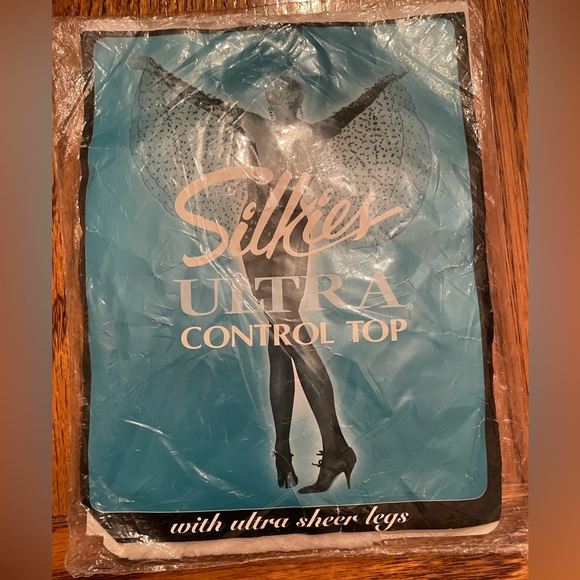 Silkies
ULTRA®
CONTROL TOP
with ultra sheer legs